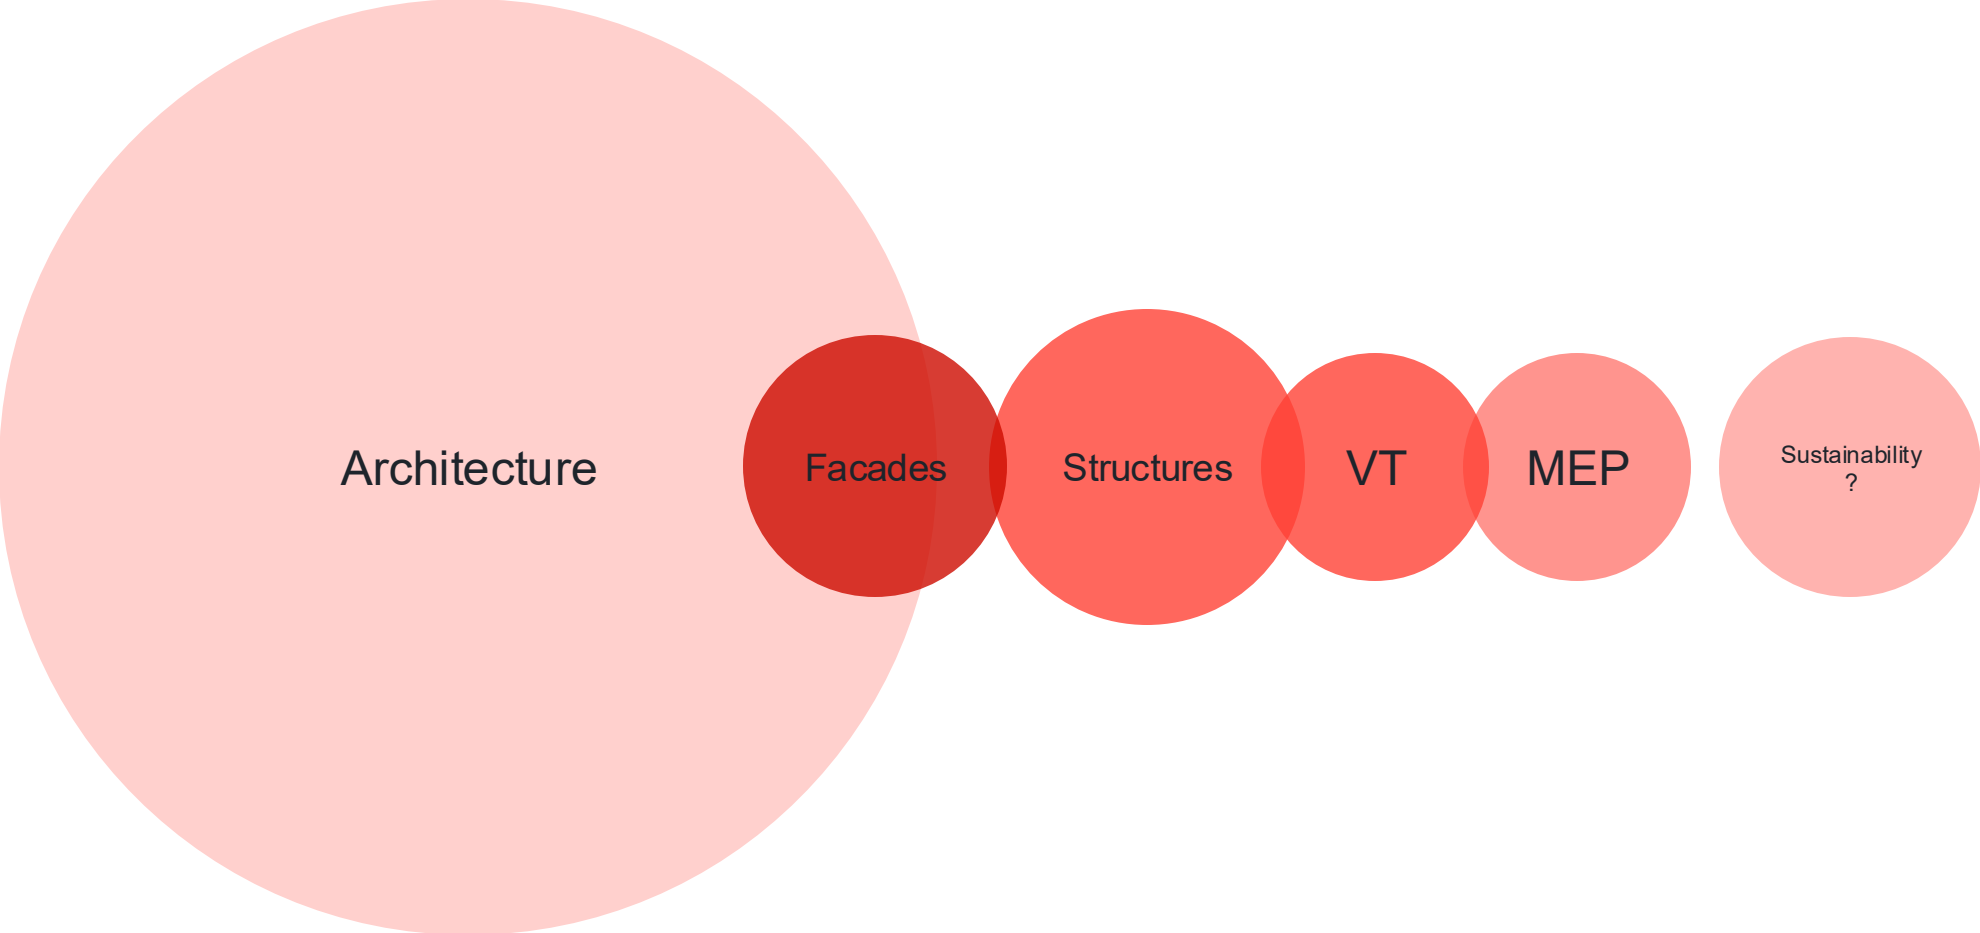 Architecture
Facades
Structures
VT
MEP
Sustainability
?